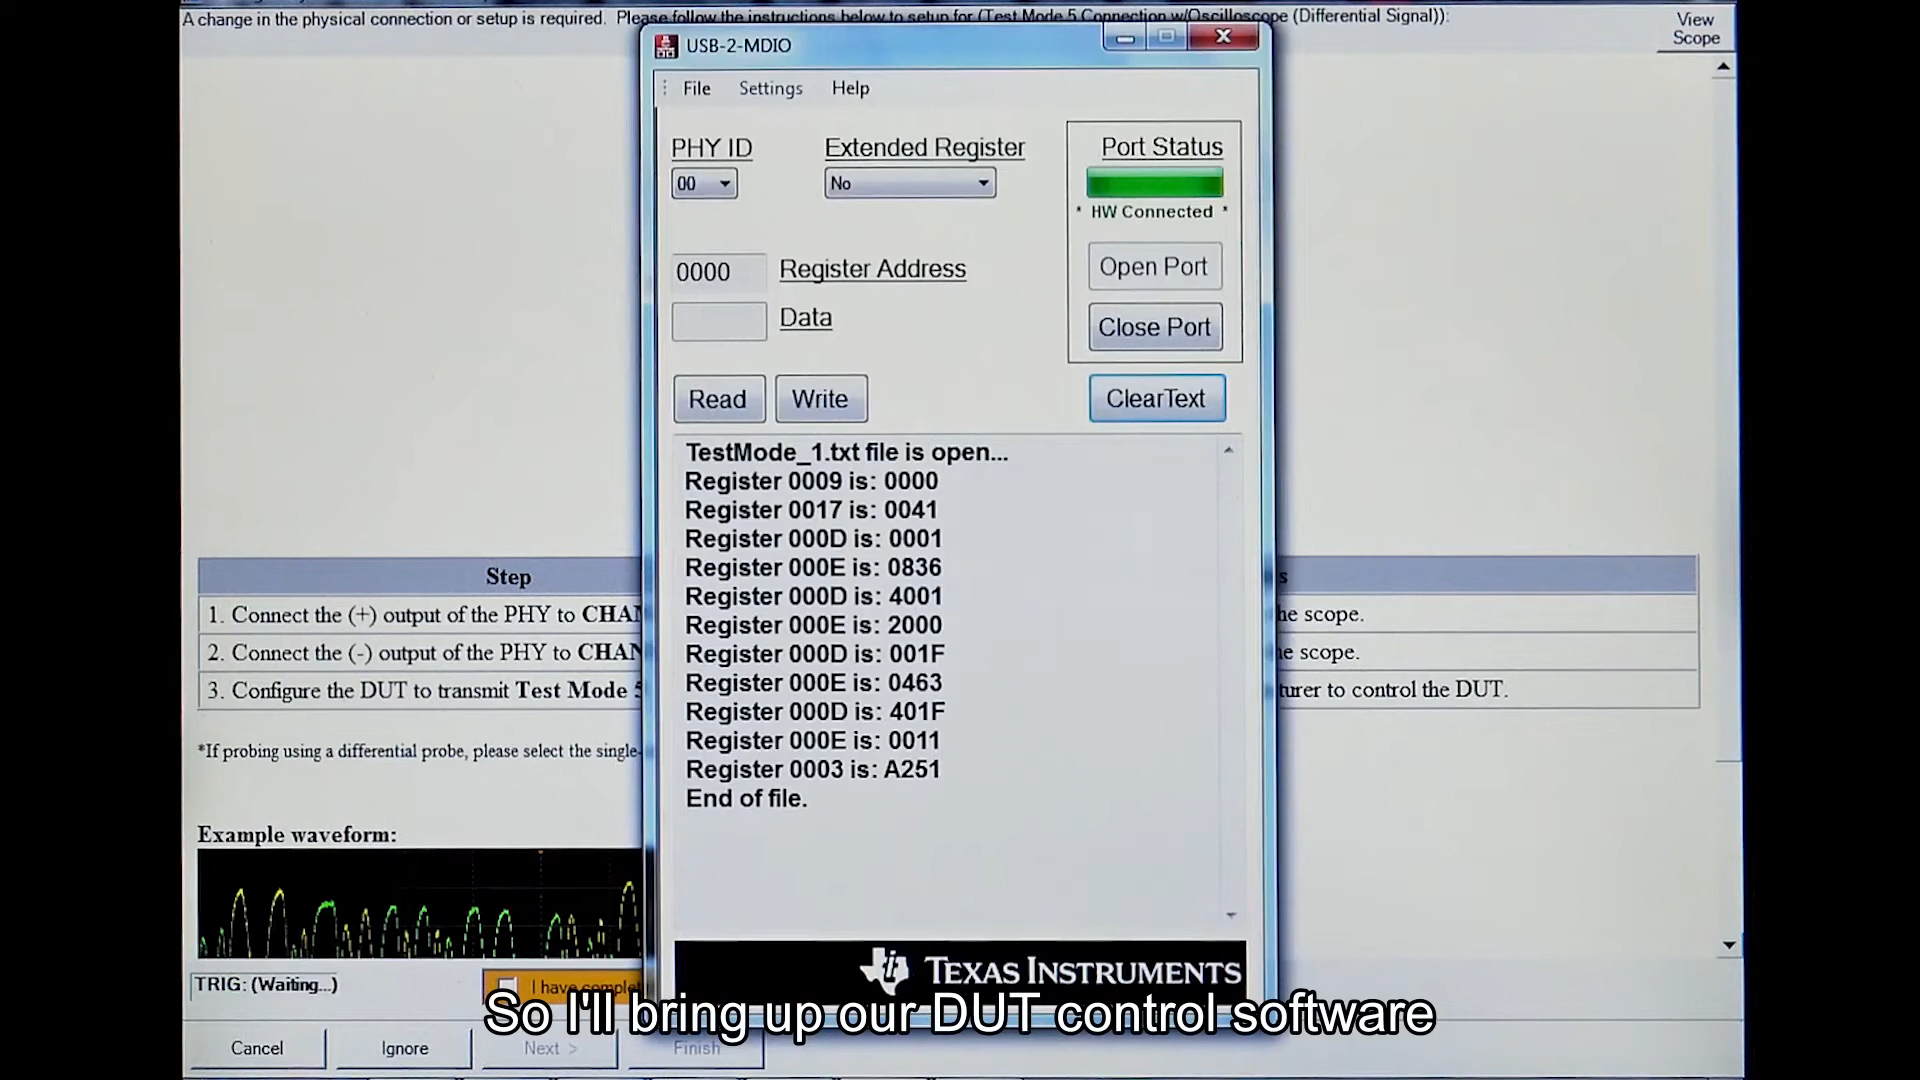 A change in the physical connection or setup is required. Please follow the instructions below to setup for (Test Mode 5 Connection w/Oscilloscope (Differential Signal)):
View
Scope
USB-2-MDIO
File Settings Help
PHY ID
Extended Register
Port Status
00
No
* HW Connected *
Open Port
0000
Register Address
Data
Close Port
Read
Write
ClearText
TestMode_1.txt file is open...
Register 0009 is: 0000
Register 0017 is: 0041
Register 000D is: 0001
Register 000E is: 0836
Register 000D is: 4001
Register 000E is: 2000
Register 000D is: 001F
Register 000E is: 0463
Register 000D is: 401F
Register 000E is: 0011
Register 0003 is: A251
End of file.
Step
1. Connect the (+) output of the PHY to CHAN
he scope.
2. Connect the (-) output of the PHY to CHAN
e scope.
3. Configure the DUT to transmit Test Mode 5
turer to control the DUT.
*If probing using a differential probe, please select the single-
Example waveform:
TRIG: (Waiting...)
I have complet
TEXAS INSTRUMENTS
So I'll bring up our DUT control software
Cancel
Ignore
Next >
Finish